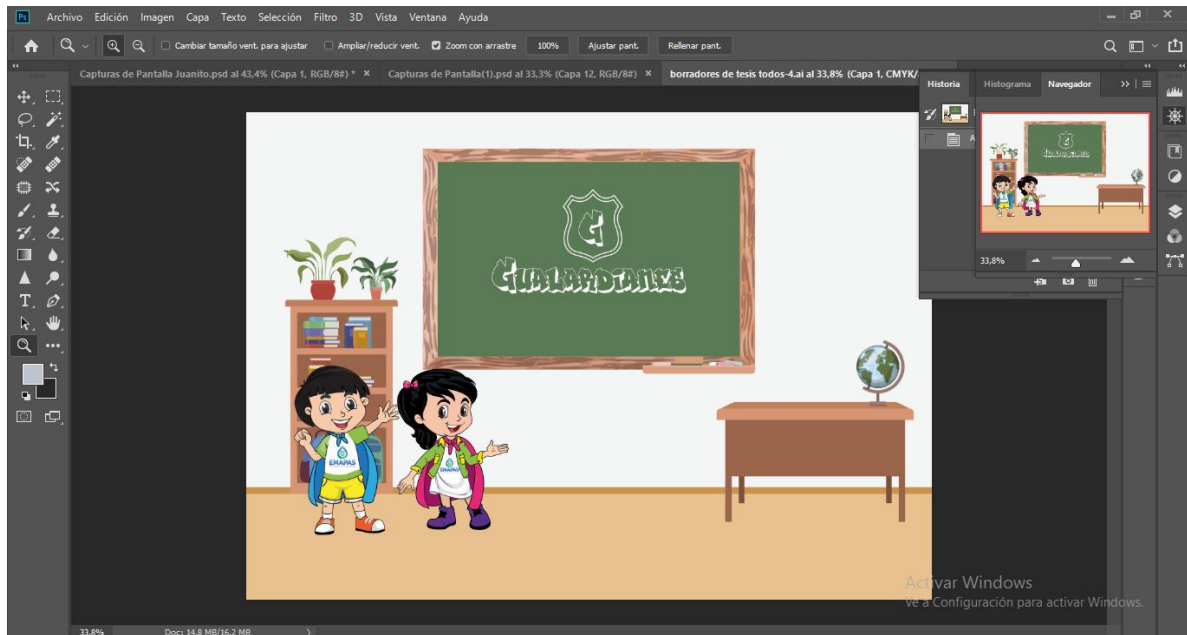 Ps Archivo Edición Imagen Capa Texto Selección Filtro 3D Vista Ventana Ayuda
Cambiar tamaño vent. para ajustar Ampliar/reducir vent. Zoom con arrastre 100% Ajustar pant. Rellenar pant.
Capturas de Pantalla Juanito.psd al 43,4% (Capa 1, RGB/8#) * × Capturas de Pantalla(1).psd al 33,3% (Capa 12, RGB/8#) × borradores de tesis todos-4.ai al 33,8% (Capa 1, CMYK/
Historia Histograma Navegador
A
G
GUALARDIANES
33,8%
EMAPAS
EMAPAS
Activar Windows
Ve a Configuración para activar Windows.
33,8% Doc: 14,8 MB/16,2 MB